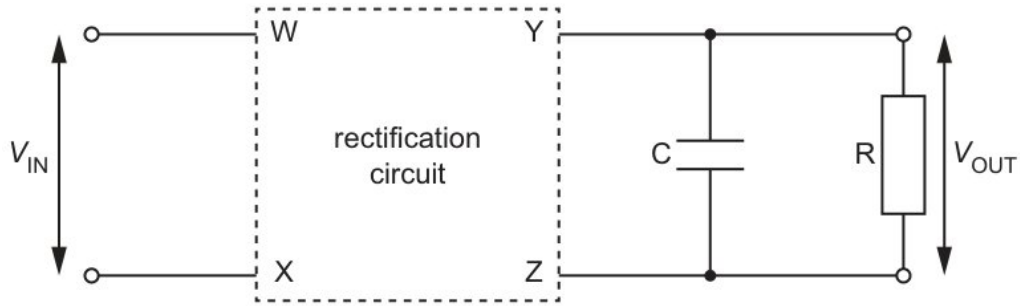 W
Y
V_IN
rectification
circuit
C
R
V_OUT
X
Z